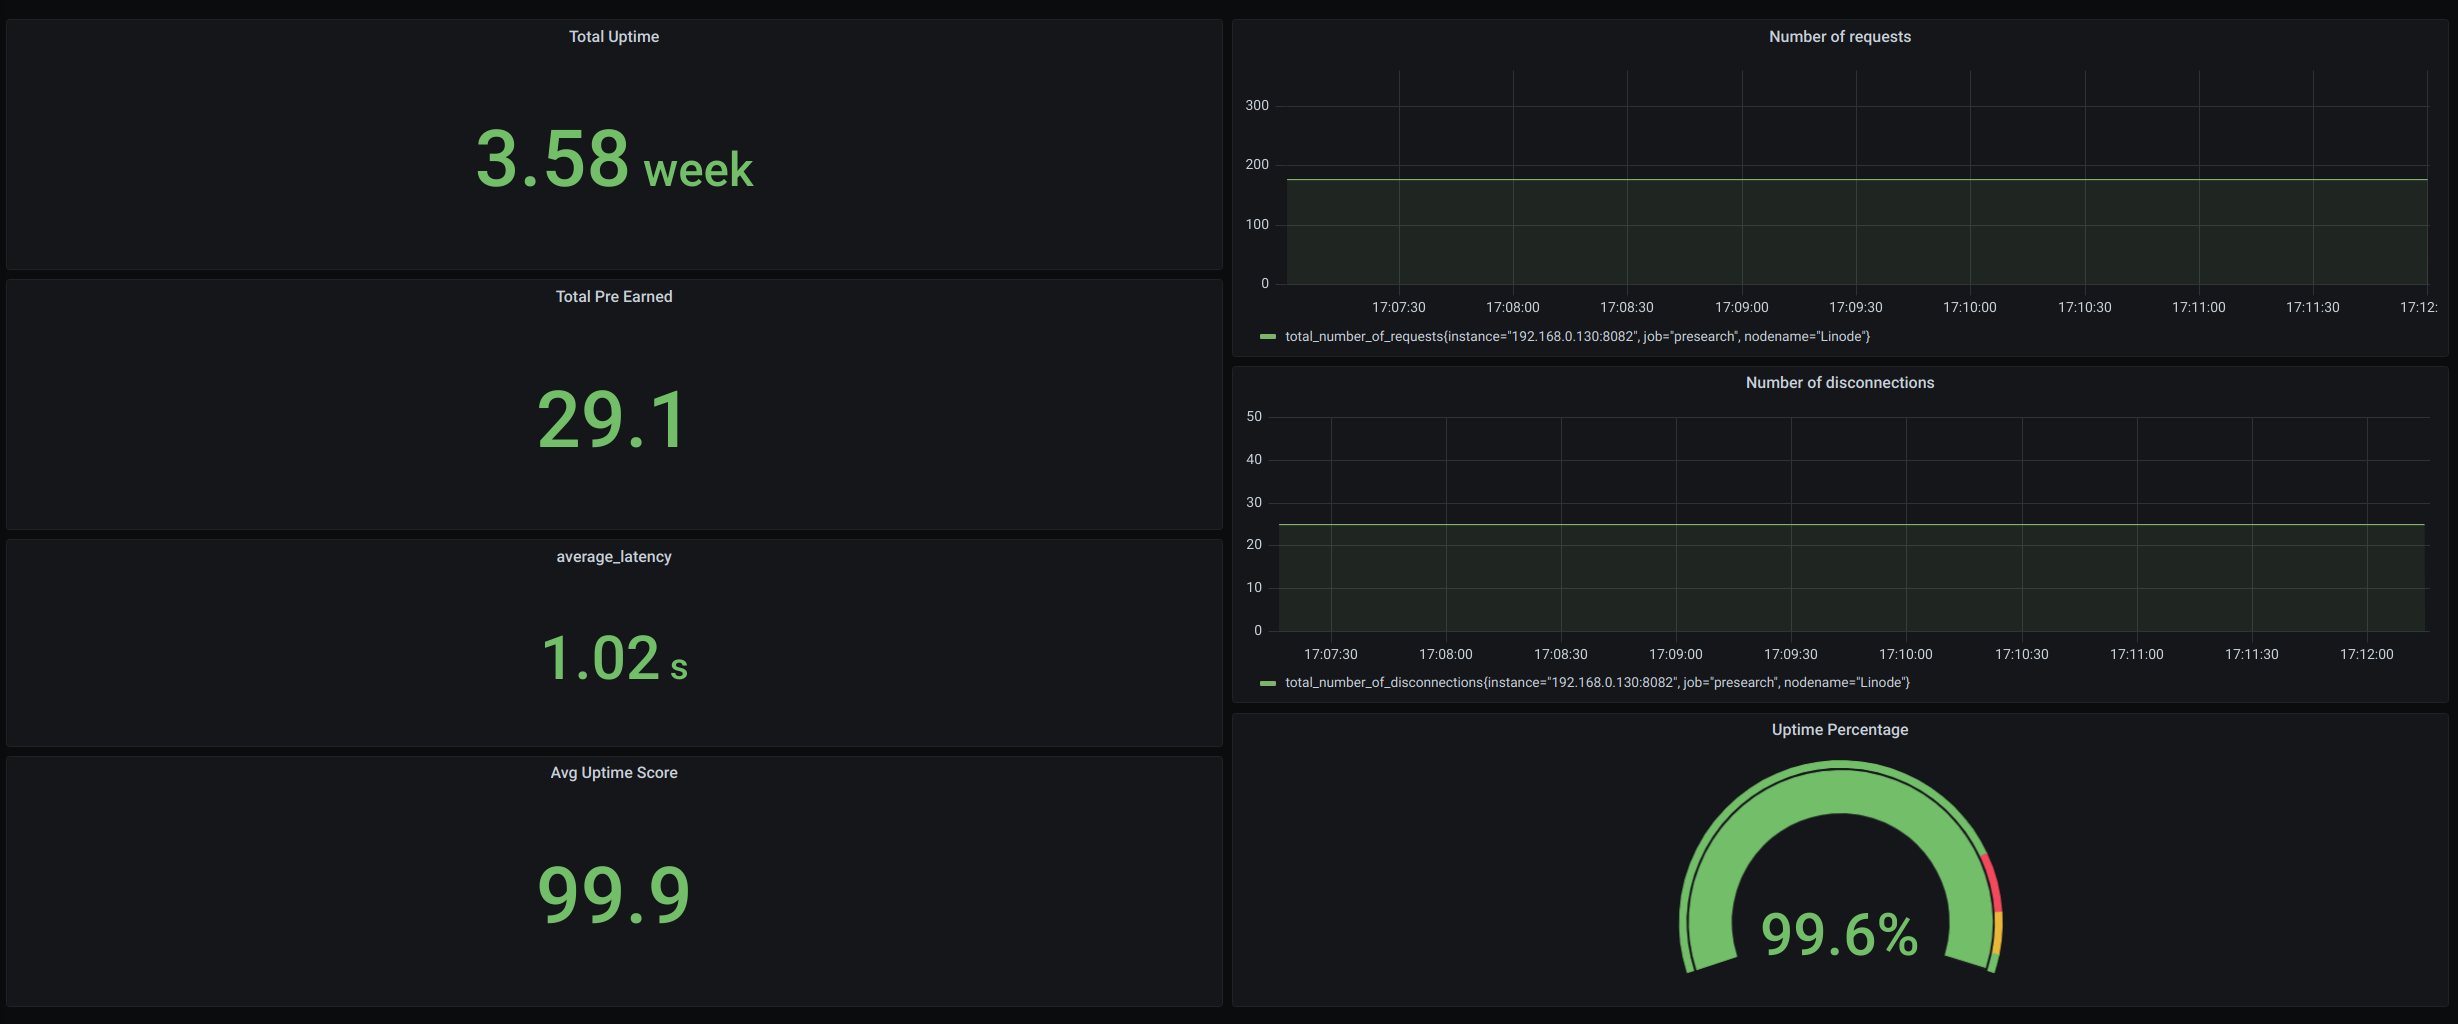 Total Uptime
3.58 week
Total Pre Earned
29.1
average_latency
1.02 s
Avg Uptime Score
99.9
Number of requests
300
200
100
0
17:07:30 17:08:00 17:08:30 17:09:00 17:09:30 17:10:00 17:10:30 17:11:00 17:11:30 17:12:
total_number_of_requests{instance="192.168.0.130:8082", job="presearch", nodename="Linode"}
Number of disconnections
50
40
30
20
10
0
17:07:30 17:08:00 17:08:30 17:09:00 17:09:30 17:10:00 17:10:30 17:11:00 17:11:30 17:12:00
total_number_of_disconnections{instance="192.168.0.130:8082", job="presearch", nodename="Linode"}
Uptime Percentage
99.6%